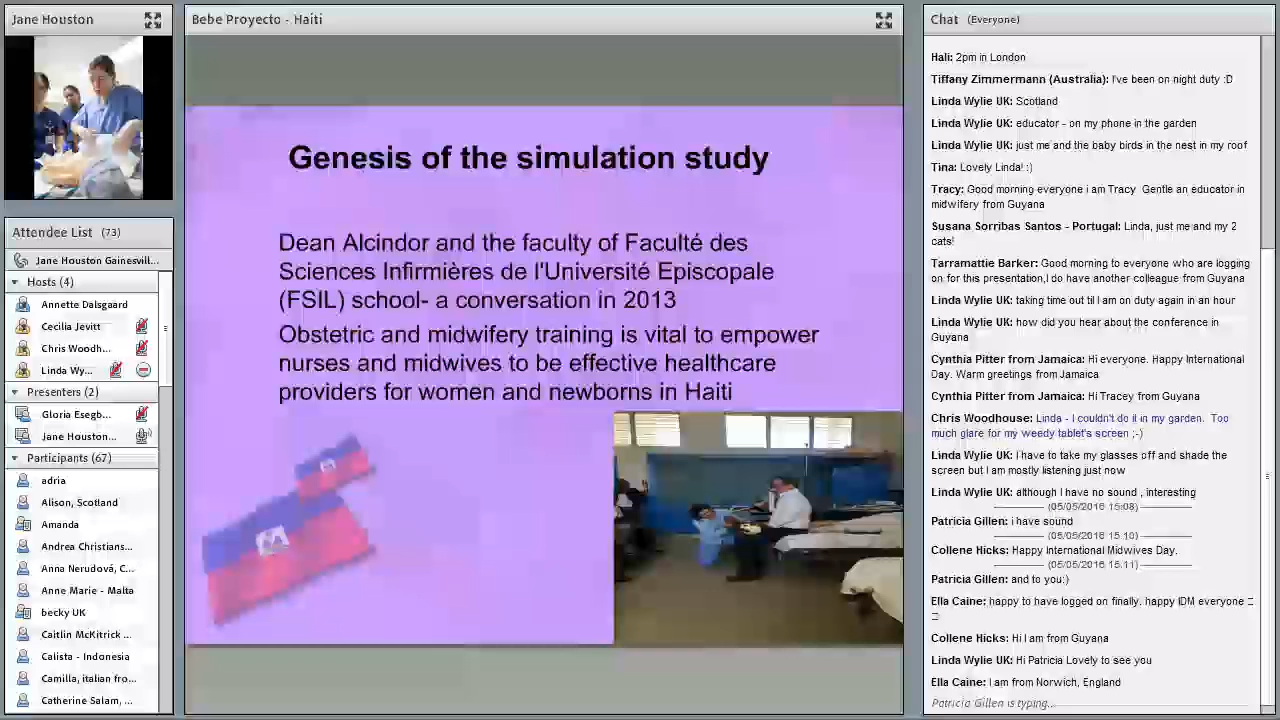 Jane Houston
Attendee List (73)
Jane Houston Gainesvill...
Hosts (4)
Annette Dalsgaard
Cecilia Jevitt
Chris Woodh...
Linda Wy...
Presenters (2)
Gloria Esegb...
Jane Houston...
Participants (67)
adria
Alison, Scotland
Amanda
Andrea Christians...
Anna Nerudová, C...
Anne Marie - Malta
becky UK
Caitlin McKitrick ...
Calista - Indonesia
Camilla, italian fro...
Catherine Salam, ...
Bebe Proyecto - Haiti
Genesis of the simulation study
Dean Alcindor and the faculty of Faculté des
Sciences Infirmières de l'Université Episcopale
(FSIL) school- a conversation in 2013
Obstetric and midwifery training is vital to empower
nurses and midwives to be effective healthcare
providers for women and newborns in Haiti
Chat (Everyone)
Hali: 2pm in London
Tiffany Zimmermann (Australia): I've been on night duty :D
Linda Wylie UK: Scotland
Linda Wylie UK: educator - on my phone in the garden
Linda Wylie UK: just me and the baby birds in the nest in my roof
Tina: Lovely Linda! :)
Tracy: Good morning everyone i am Tracy Gentle an educator in
midwifery from Guyana
Susana Sorribas Santos - Portugal: Linda, just me and my 2
cats!
Tarramattie Barker: Good morning to everyone who are logging
on for this presentation,I do have another colleague from Guyana
Linda Wylie UK: taking time out til I am on duty again in an hour
Linda Wylie UK: how did you hear about the conference in
Guyana
Cynthia Pitter from Jamaica: Hi everyone. Happy International
Day. Warm greetings from Jamaica
Cynthia Pitter from Jamaica: Hi Tracey from Guyana
Chris Woodhouse: Linda - I couldn't do it in my garden. Too
much glare for my weedy tablet's screen ;-)
Linda Wylie UK: I have to take my glasses off and shade the
screen but I am mostly listening just now
Linda Wylie UK: although I have no sound , interesting
(05/05/2016 15:08)
Patricia Gillen: i have sound
(05/05/2016 15:10)
Collene Hicks: Happy International Midwives Day.
(05/05/2016 15:11)
Patricia Gillen: and to you:)
Ella Caine: happy to have logged on finally. happy IDM everyone
Collene Hicks: Hi I am from Guyana
Linda Wylie UK: Hi Patricia Lovely to see you
Ella Caine: I am from Norwich, England
Patricia Gillen is typing...